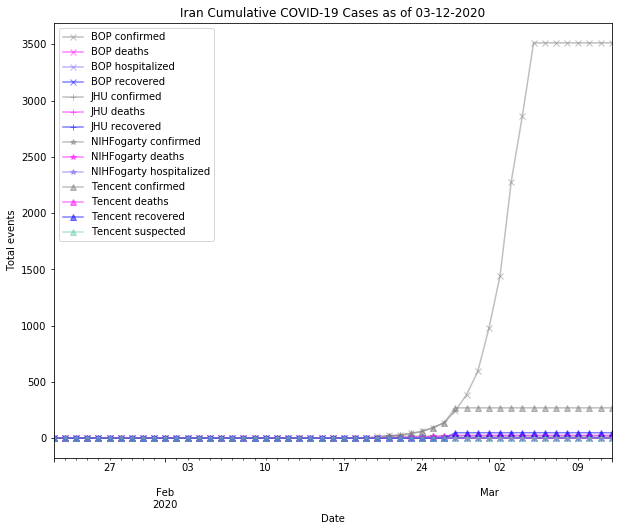 Iran Cumulative COVID-19 Cases as of 03-12-2020
BOP confirmed
BOP deaths
BOP hospitalized
BOP recovered
JHU confirmed
JHU deaths
JHU recovered
NIHFogarty confirmed
NIHFogarty deaths
NIHFogarty hospitalized
Tencent confirmed
Tencent deaths
Tencent recovered
Tencent suspected
Total events
3500
3000
2500
2000
1500
1000
500
0
27 03 10 17 24 02 09
Feb Mar
2020
Date